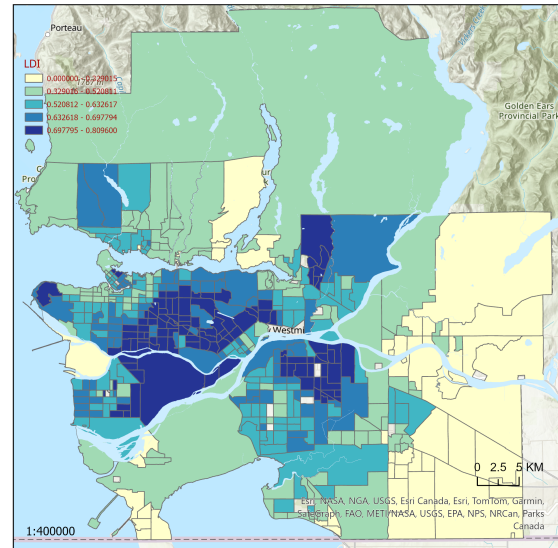 Porteau
LDI
0.000000 - 0.329015
0.329016 - 0.520811
0.520812 - 0.632617
0.632618 - 0.697794
0.697795 - 0.809600
Golden Ears
Provincial Park
Westmi
0 2.5 5 KM
Esri, NASA, NGA, USGS, Esri Canada, Esri, TomTom, Garmin,
SafeGraph, FAO, METI/NASA, USGS, EPA, NPS, NRCan, Parks
Canada
1:400000